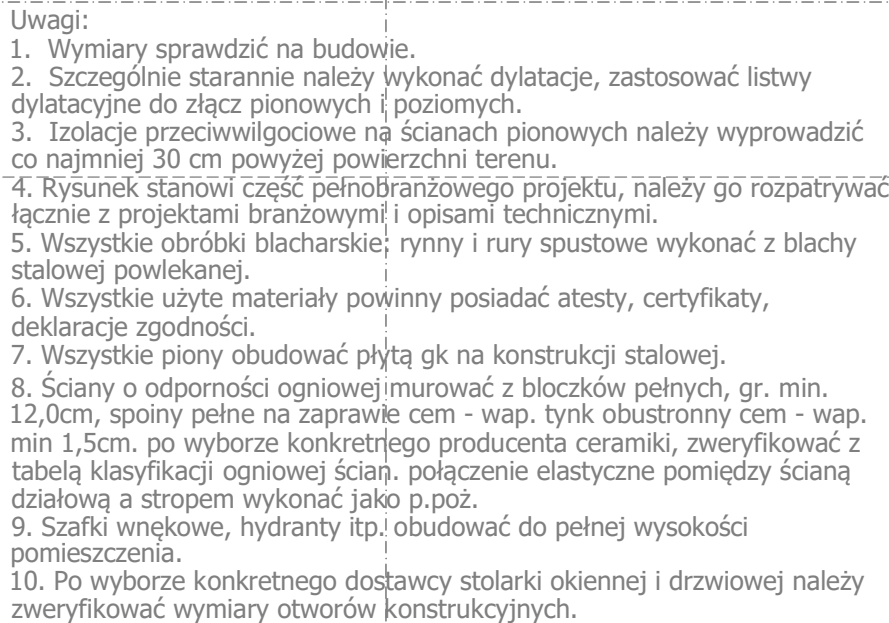 Uwagi:
1. Wymiary sprawdzić na budowie.
2. Szczególnie starannie należy wykonać dylatacje, zastosować listwy
dylatacyjne do złącz pionowych i poziomych.
3. Izolacje przeciwwilgociowe na ścianach pionowych należy wyprowadzić
co najmniej 30 cm powyżej powierzchni terenu.
4. Rysunek stanowi część pełnobranżowego projektu, należy go rozpatrywać
łącznie z projektami branżowymi i opisami technicznymi.
5. Wszystkie obróbki blacharskie: rynny i rury spustowe wykonać z blachy
stalowej powlekanej.
6. Wszystkie użyte materiały powinny posiadać atesty, certyfikaty,
deklaracje zgodności.
7. Wszystkie piony obudować płytą gk na konstrukcji stalowej.
8. Ściany o odporności ogniowej murować z bloczków pełnych, gr. min.
12,0cm, spoiny pełne na zaprawie cem - wap. tynk obustronny cem - wap.
min 1,5cm. po wyborze konkretnego producenta ceramiki, zweryfikować z
tabelą klasyfikacji ogniowej ścian. połączenie elastyczne pomiędzy ścianą
działową a stropem wykonać jako p.poż.
9. Szafki wnękowe, hydranty itp. obudować do pełnej wysokości
pomieszczenia.
10. Po wyborze konkretnego dostawcy stolarki okiennej i drzwiowej należy
zweryfikować wymiary otworów konstrukcyjnych.